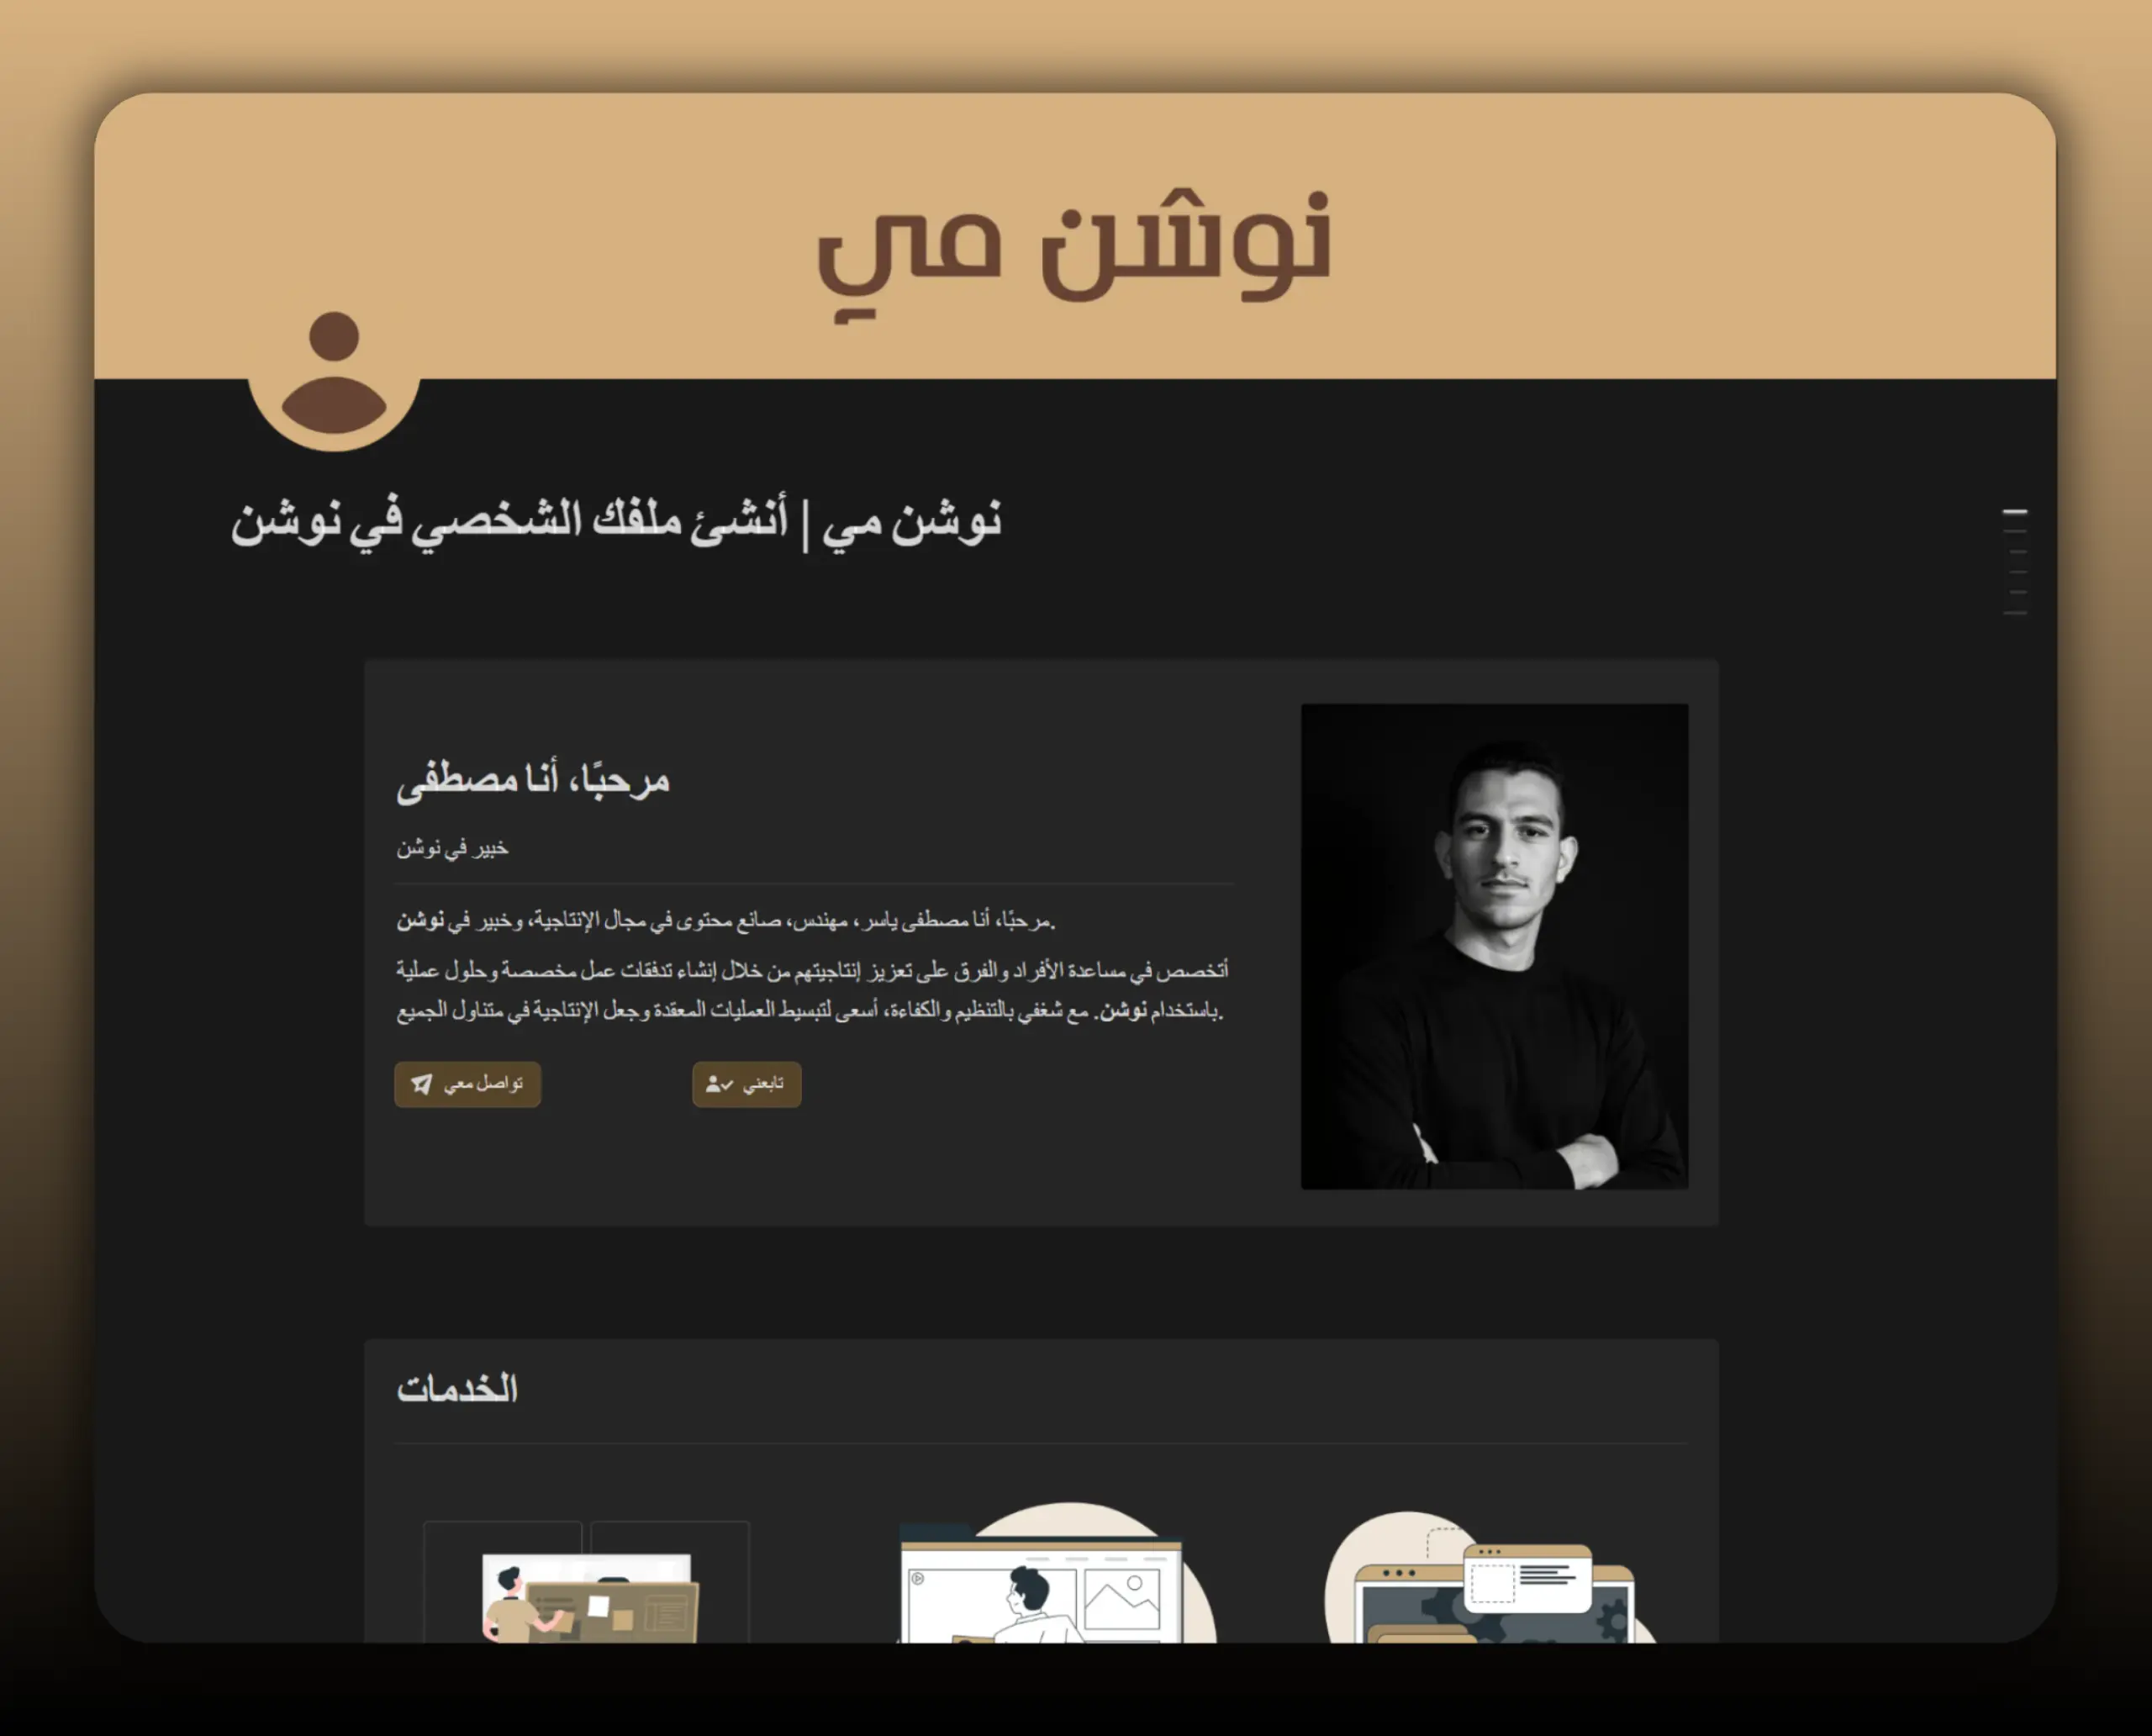 نوشن مي
نوشن مي | أنشئ ملفك الشخصي في نوشن
مرحبًا، أنا مصطفى
خبير في نوشن
مرحبًا، أنا مصطفى ياسر، مهندس، صانع محتوى في مجال الإنتاجية، وخبير في نوشن.
أتخصص في مساعدة الأفراد والفرق على تعزيز إنتاجيتهم من خلال إنشاء تدفقات عمل مخصصة وحلول عملية
باستخدام نوشن. مع شغفي بالتنظيم والكفاءة، أسعى لتبسيط العمليات المعقدة وجعل الإنتاجية في متناول الجميع.
تواصل معي
تابعني
الخدمات